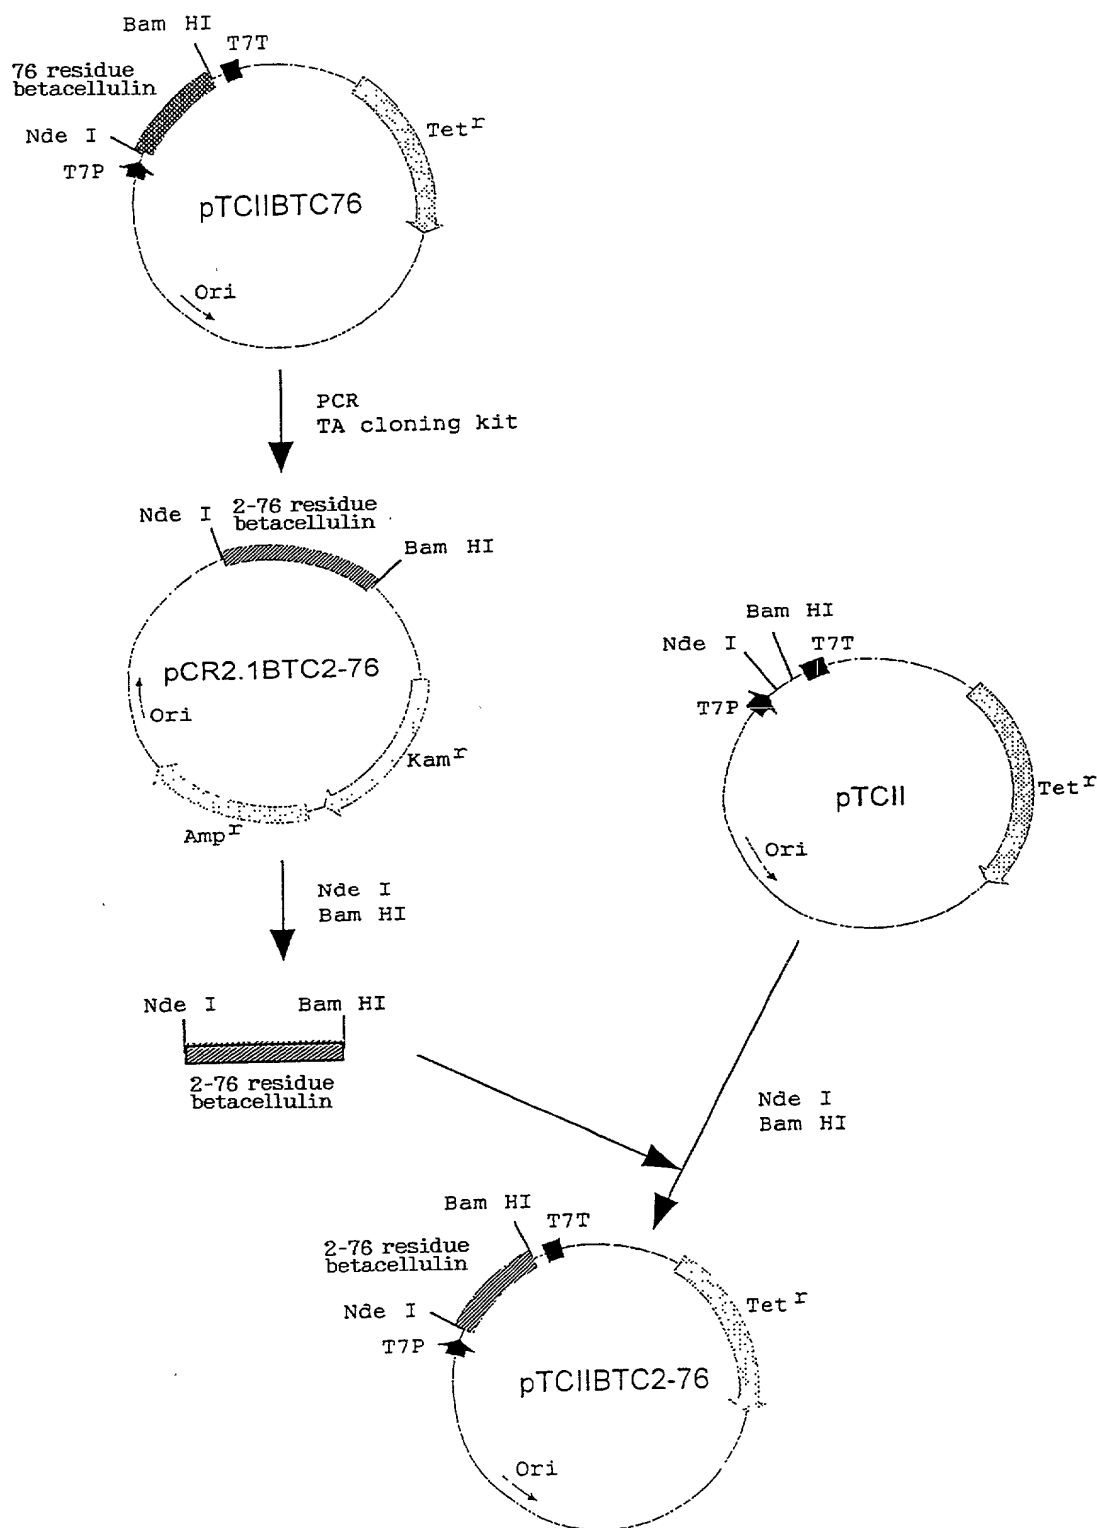 Bam HI
T7T
76 residue
betacellulin
Nde I
T7P
Tet r
pTCIIBTC76
Ori
PCR
TA cloning kit
2-76 residue
betacellulin
Nde I
Bam HI
pCR2.1BTC2-76
Ori
Kam r
Amp r
Bam HI
Nde I
T7T
T7P
pTCII
Tet r
Ori
Nde I
Bam HI
Nde I
Bam HI
2-76 residue
betacellulin
Nde I
Bam HI
Bam HI
T7T
2-76 residue
betacellulin
Nde I
T7P
Tet r
pTCIIBTC2-76
Ori